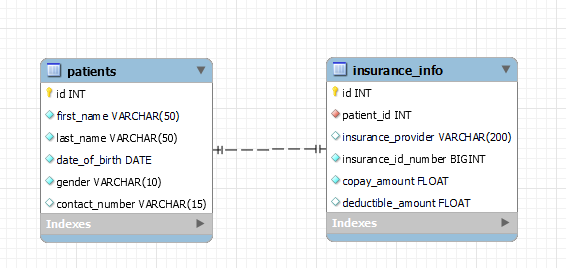 patients
id INT
first_name VARCHAR(50)
last_name VARCHAR(50)
date_of_birth DATE
gender VARCHAR(10)
contact_number VARCHAR(15)
Indexes
insurance_info
id INT
patient_id INT
insurance_provider VARCHAR(200)
insurance_id_number BIGINT
copay_amount FLOAT
deductible_amount FLOAT
Indexes